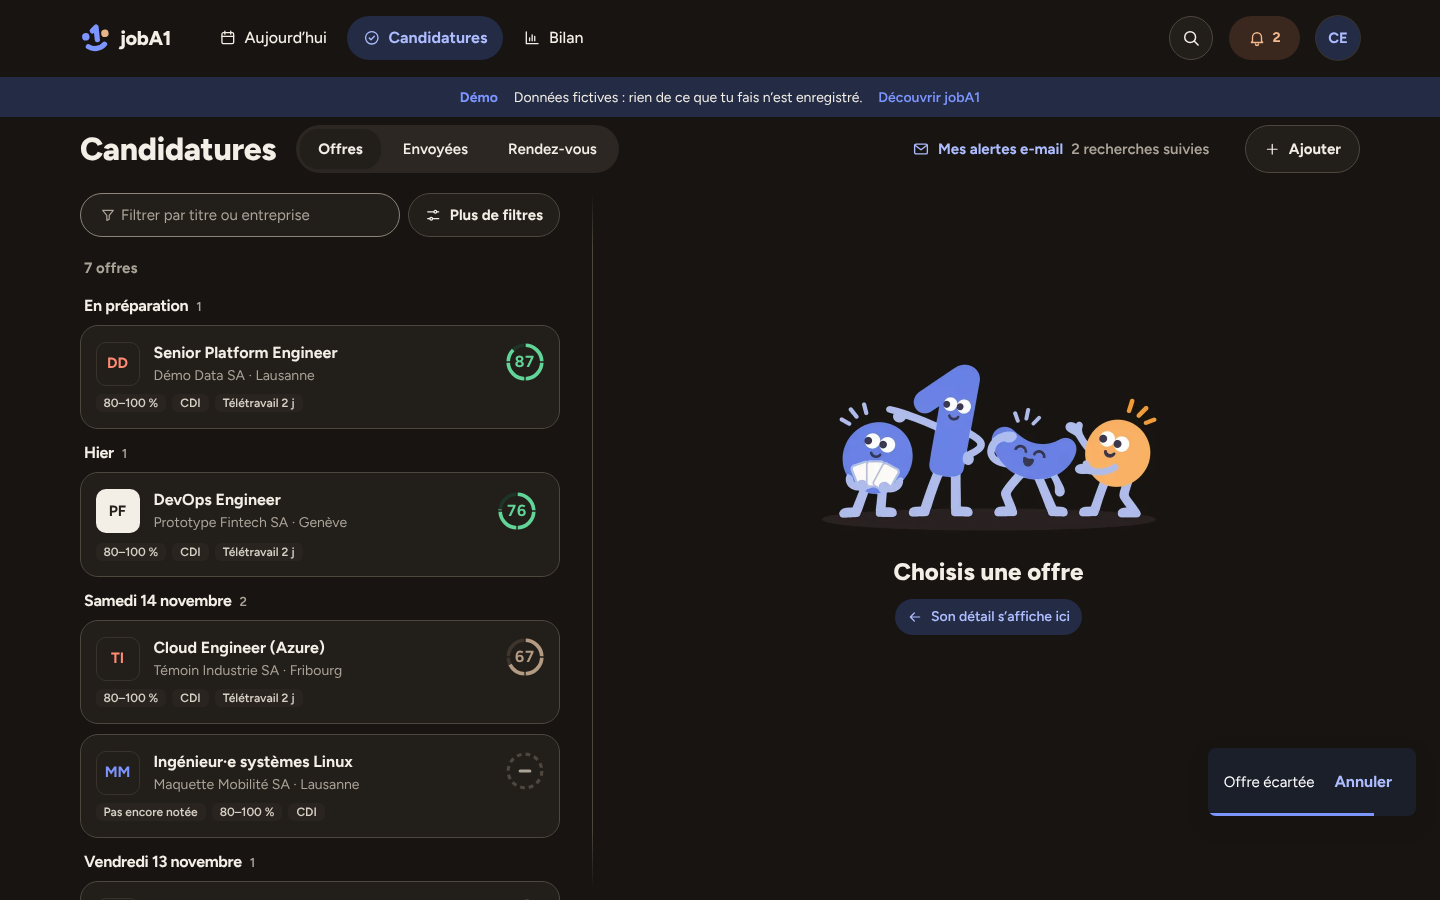 jobA1
Aujourd’hui
Candidatures
Bilan
2
CE
Démo Données fictives : rien de ce que tu fais n’est enregistré. Découvrir jobA1
Candidatures
Offres
Envoyées
Rendez-vous
Mes alertes e-mail 2 recherches suivies
Ajouter
Filtrer par titre ou entreprise
Plus de filtres
7 offres
En préparation 1
DD
Senior Platform Engineer
Démo Data SA · Lausanne
87
80–100 % CDI Télétravail 2 j
Hier 1
PF
DevOps Engineer
Prototype Fintech SA · Genève
76
80–100 % CDI Télétravail 2 j
Samedi 14 novembre 2
TI
Cloud Engineer (Azure)
Témoin Industrie SA · Fribourg
67
80–100 % CDI Télétravail 2 j
MM
Ingénieur·e systèmes Linux
Maquette Mobilité SA · Lausanne
Pas encore notée 80–100 % CDI
Vendredi 13 novembre 1
Choisis une offre
Son détail s’affiche ici
Offre écartée Annuler